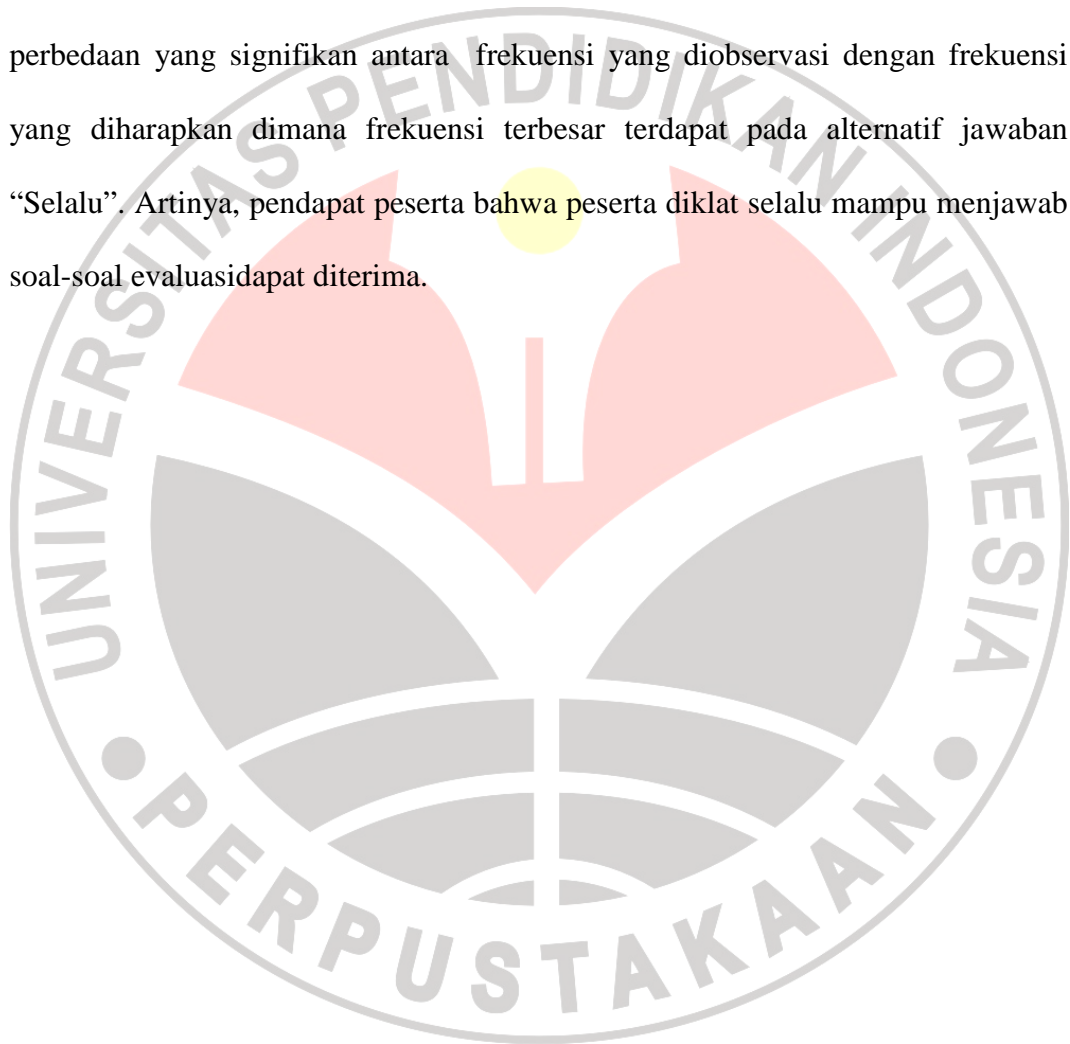 perbedaan yang signifikan antara frekuensi yang diobservasi dengan frekuensi
yang diharapkan dimana frekuensi terbesar terdapat pada alternatif jawaban
“Selalu”. Artinya, pendapat peserta bahwa peserta diklat selalu mampu menjawab
soal-soal evaluasidapat diterima.
UNIVERSITAS PENDIDIKAN INDONESIA
PERPUSTAKAAN